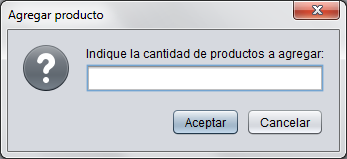 Agregar producto
Indique la cantidad de productos a agregar:
Aceptar
Cancelar